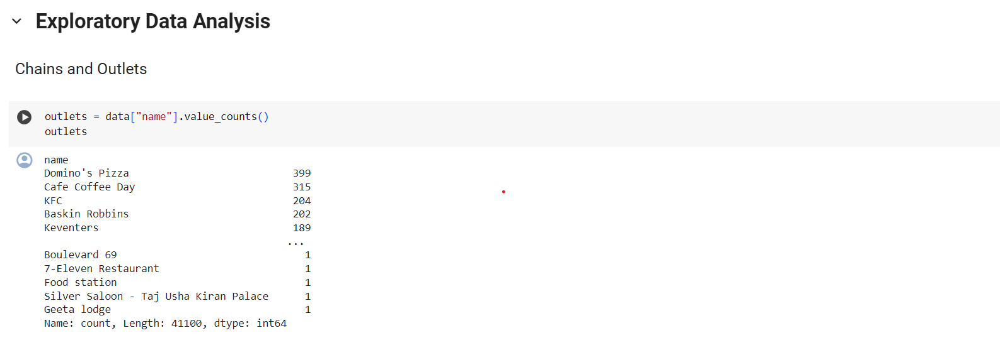 Exploratory Data Analysis
Chains and Outlets
outlets = data["name"].value_counts()
outlets
name
Domino's Pizza 399
Cafe Coffee Day 315
KFC 204
Baskin Robbins 202
Keventers 189
...
Boulevard 69 1
7-Eleven Restaurant 1
Food station 1
Silver Saloon - Taj Usha Kiran Palace 1
Geeta lodge 1
Name: count, Length: 41100, dtype: int64